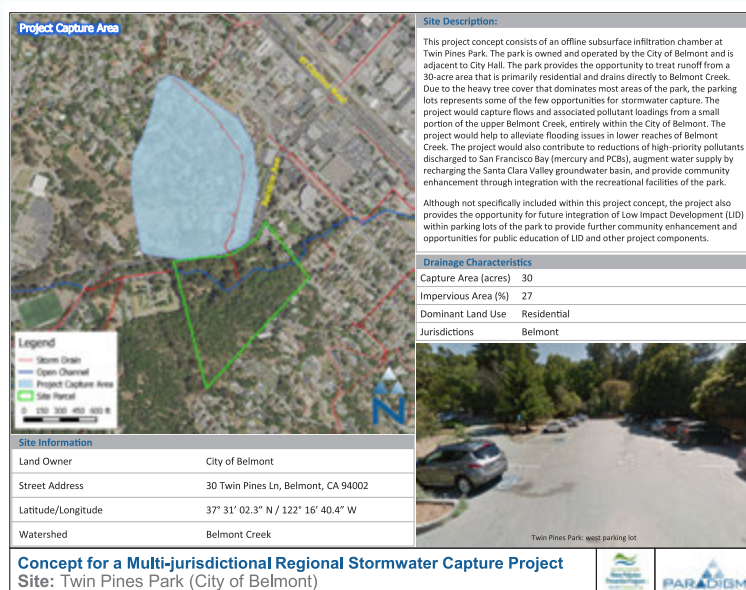 Project Capture Area
El Camino Real
Legend
Storm Drain
Open Channel
Project Capture Area
Site Parcel
0 150 300 450 600 ft
N
Site Information
Land Owner City of Belmont
Street Address 30 Twin Pines Ln, Belmont, CA 94002
Latitude/Longitude 37° 31’ 02.3” N / 122° 16’ 40.4” W
Watershed Belmont Creek
Site Description:
This project concept consists of an offline subsurface infiltration chamber at
Twin Pines Park. The park is owned and operated by the City of Belmont and is
adjacent to City Hall. The park provides the opportunity to treat runoff from a
30-acre area that is primarily residential and drains directly to Belmont Creek.
Due to the heavy tree cover that dominates most areas of the park, the parking
lots represents some of the few opportunities for stormwater capture. The
project would capture flows and associated pollutant loadings from a small
portion of the upper Belmont Creek, entirely within the City of Belmont. The
project would help to alleviate flooding issues in lower reaches of Belmont
Creek. The project would also contribute to reductions of high-priority pollutants
discharged to San Francisco Bay (mercury and PCBs), augment water supply by
recharging the Santa Clara Valley groundwater basin, and provide community
enhancement through integration with the recreational facilities of the park.
Although not specifically included within this project concept, the project also
provides the opportunity for future integration of Low Impact Development (LID)
within parking lots of the park to provide further community enhancement and
opportunities for public education of LID and other project components.
Drainage Characteristics
Capture Area (acres) 30
Impervious Area (%) 27
Dominant Land Use Residential
Jurisdictions Belmont
Twin Pines Park: west parking lot
Concept for a Multi-jurisdictional Regional Stormwater Capture Project
Site: Twin Pines Park (City of Belmont)
Water Pollution
Prevention Program
PARADIGM